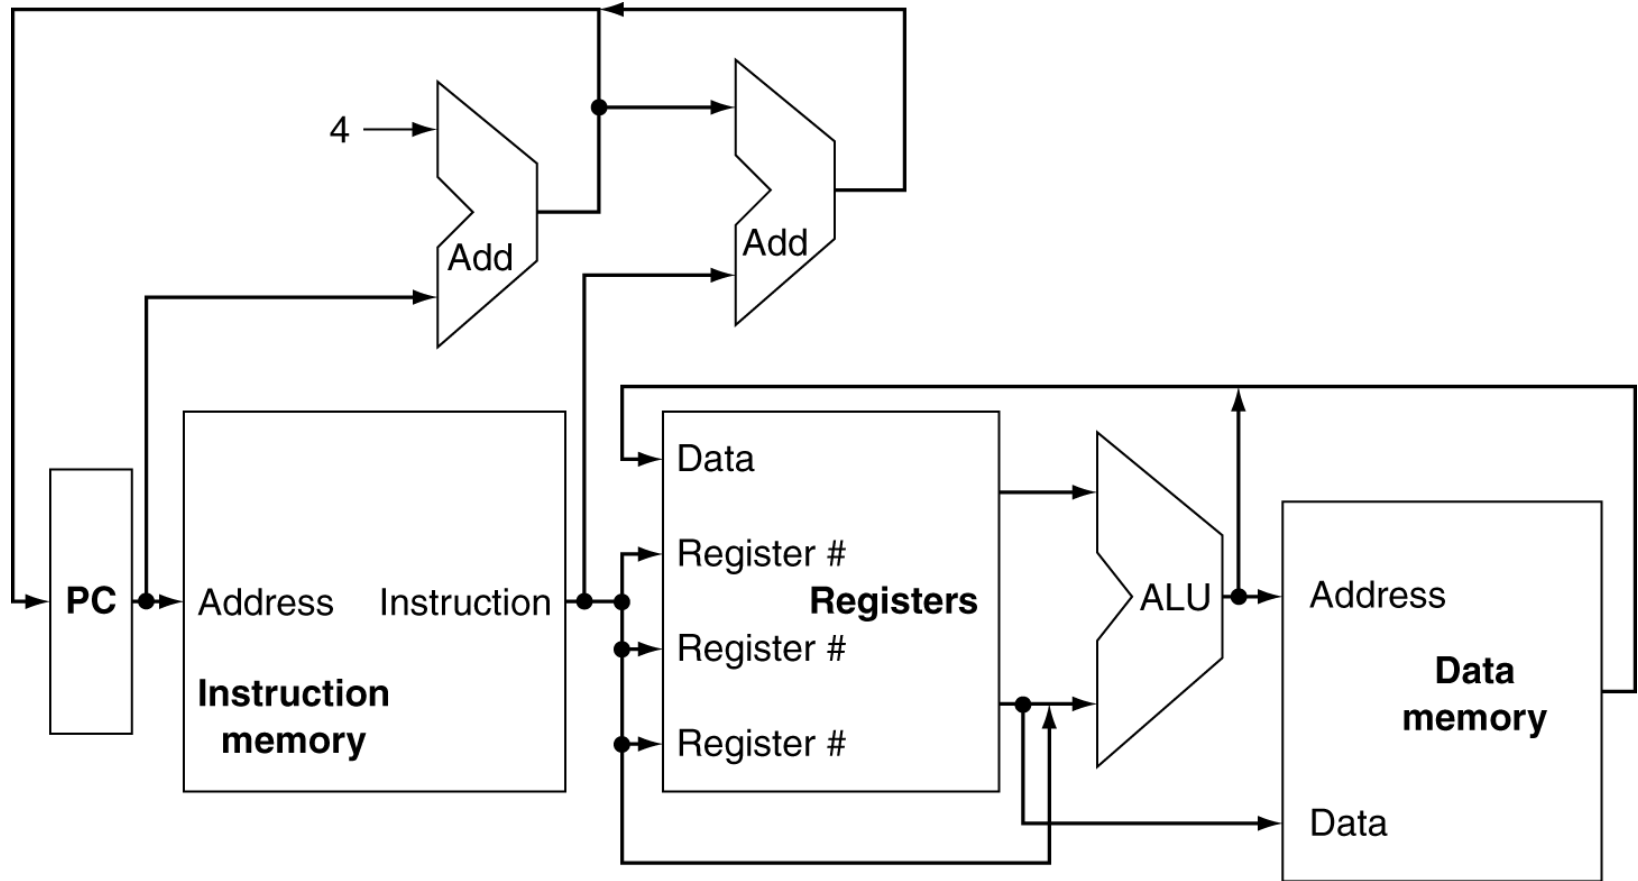 4
Add
Add
Data
Register #
PC
Address
Instruction
Registers
ALU
Address
Register #
Instruction
memory
Data
memory
Register #
Data